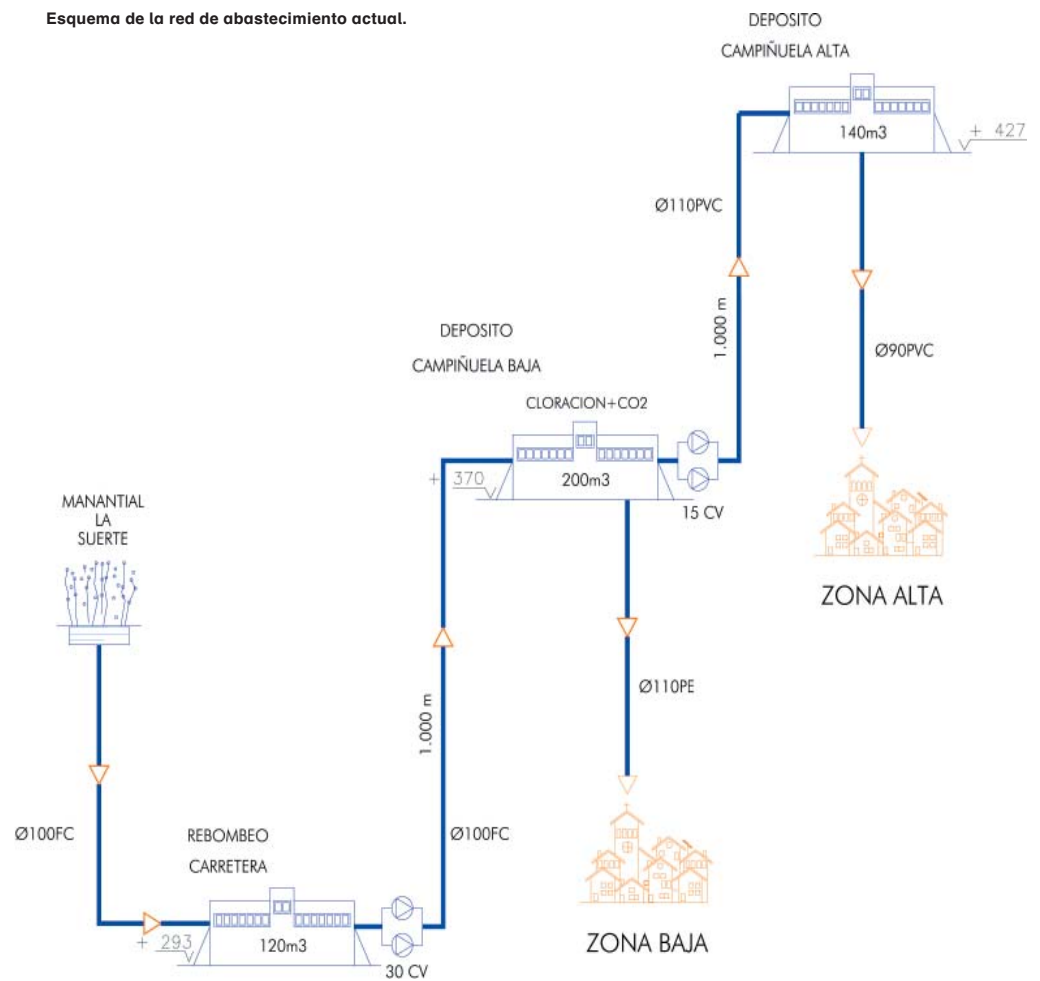 Esquema de la red de abastecimiento actual.
DEPOSITO
CAMPIÑUELA ALTA
140m3
+ 427
Ø110PVC
1.000 m
Ø90PVC
DEPOSITO
CAMPIÑUELA BAJA
CLORACION+CO2
+ 370
200m3
15 CV
MANANTIAL
LA
SUERTE
ZONA ALTA
Ø110PE
1.000 m
Ø100FC
REBOMBEO
CARRETERA
Ø100FC
+ 293
120m3
30 CV
ZONA BAJA